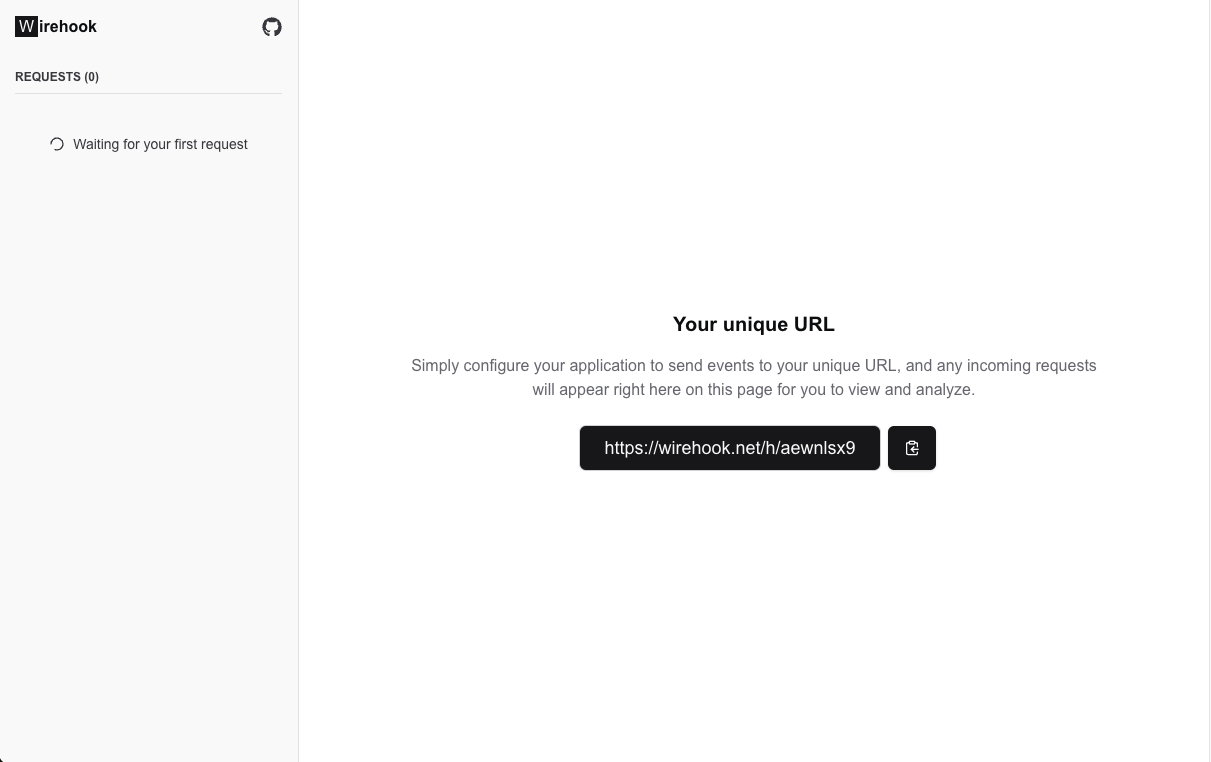 Wirehook
REQUESTS (0)
Waiting for your first request
Your unique URL
Simply configure your application to send events to your unique URL, and any incoming requests
will appear right here on this page for you to view and analyze.
https://wirehook.net/h/aewnlsx9